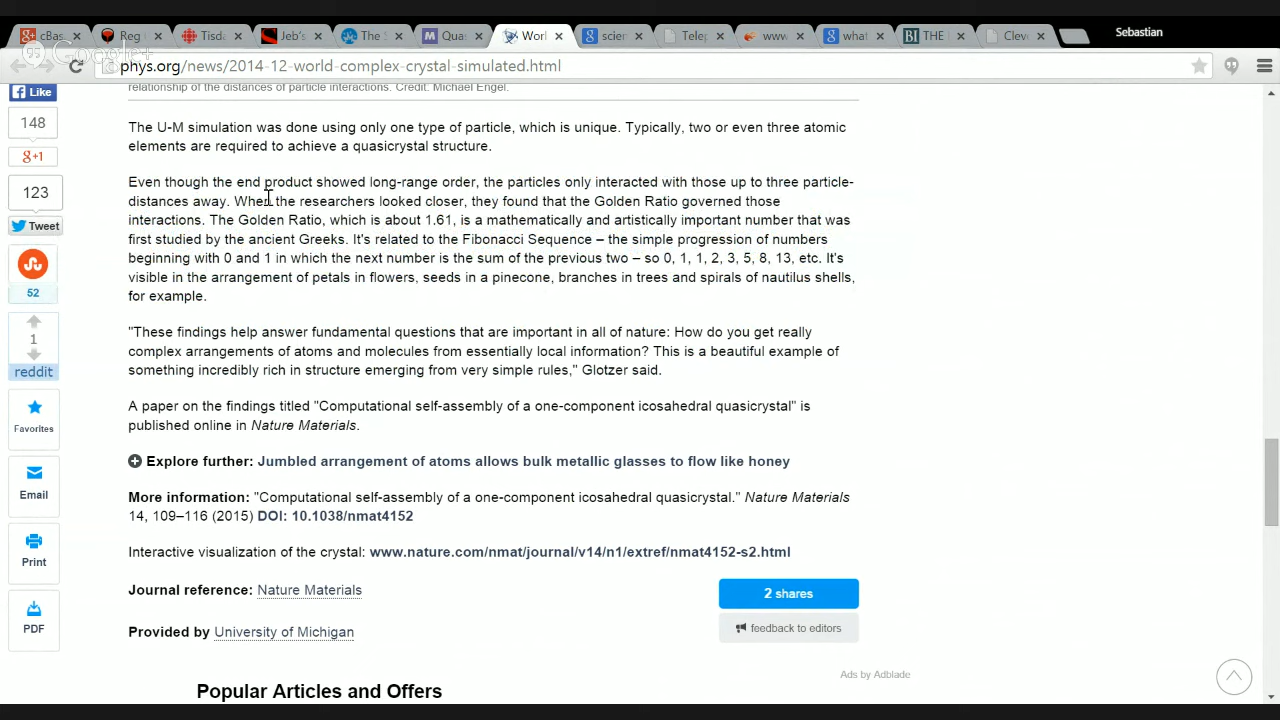 Sebastian
cBas Reg Tisda Jeb's The S Quas Worl scien Telep www what THE Cleve
Google+
phys.org/news/2014-12-world-complex-crystal-simulated.html
relationship of the distances of particle interactions. Credit: Michael Engel.
Like
148
g+1
123
Tweet
52
1
reddit
Favorites
Email
Print
PDF
The U-M simulation was done using only one type of particle, which is unique. Typically, two or even three atomic
elements are required to achieve a quasicrystal structure.
Even though the end product showed long-range order, the particles only interacted with those up to three particle-
distances away. When the researchers looked closer, they found that the Golden Ratio governed those
interactions. The Golden Ratio, which is about 1.61, is a mathematically and artistically important number that was
first studied by the ancient Greeks. It's related to the Fibonacci Sequence – the simple progression of numbers
beginning with 0 and 1 in which the next number is the sum of the previous two – so 0, 1, 1, 2, 3, 5, 8, 13, etc. It's
visible in the arrangement of petals in flowers, seeds in a pinecone, branches in trees and spirals of nautilus shells,
for example.
"These findings help answer fundamental questions that are important in all of nature: How do you get really
complex arrangements of atoms and molecules from essentially local information? This is a beautiful example of
something incredibly rich in structure emerging from very simple rules," Glotzer said.
A paper on the findings titled "Computational self-assembly of a one-component icosahedral quasicrystal" is
published online in Nature Materials.
Explore further: Jumbled arrangement of atoms allows bulk metallic glasses to flow like honey
More information: "Computational self-assembly of a one-component icosahedral quasicrystal." Nature Materials
14, 109–116 (2015) DOI: 10.1038/nmat4152
Interactive visualization of the crystal: www.nature.com/nmat/journal/v14/n1/extref/nmat4152-s2.html
Journal reference: Nature Materials
2 shares
feedback to editors
Provided by University of Michigan
Ads by Adblade
Popular Articles and Offers